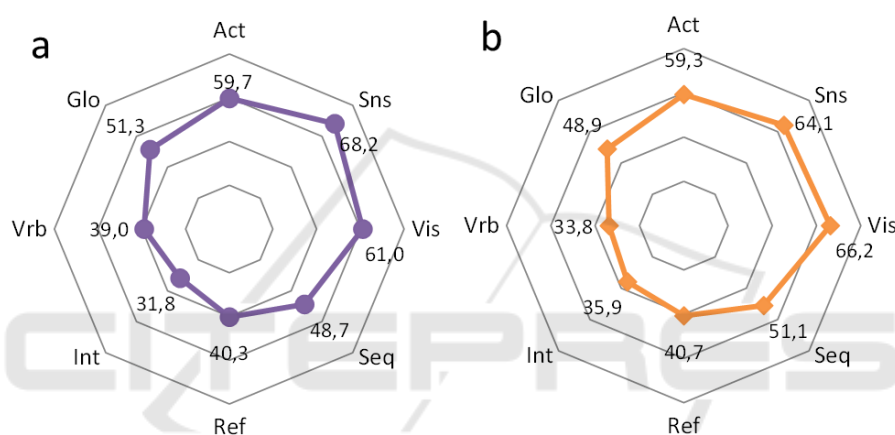 a
Act
59,7
Sns
68,2
Vis
61,0
Seq
48,7
Ref
40,3
Int
31,8
Vrb
39,0
Glo
51,3
b
Act
59,3
Sns
64,1
Vis
66,2
Seq
51,1
Ref
40,7
Int
35,9
Vrb
33,8
Glo
48,9
CITEPRES